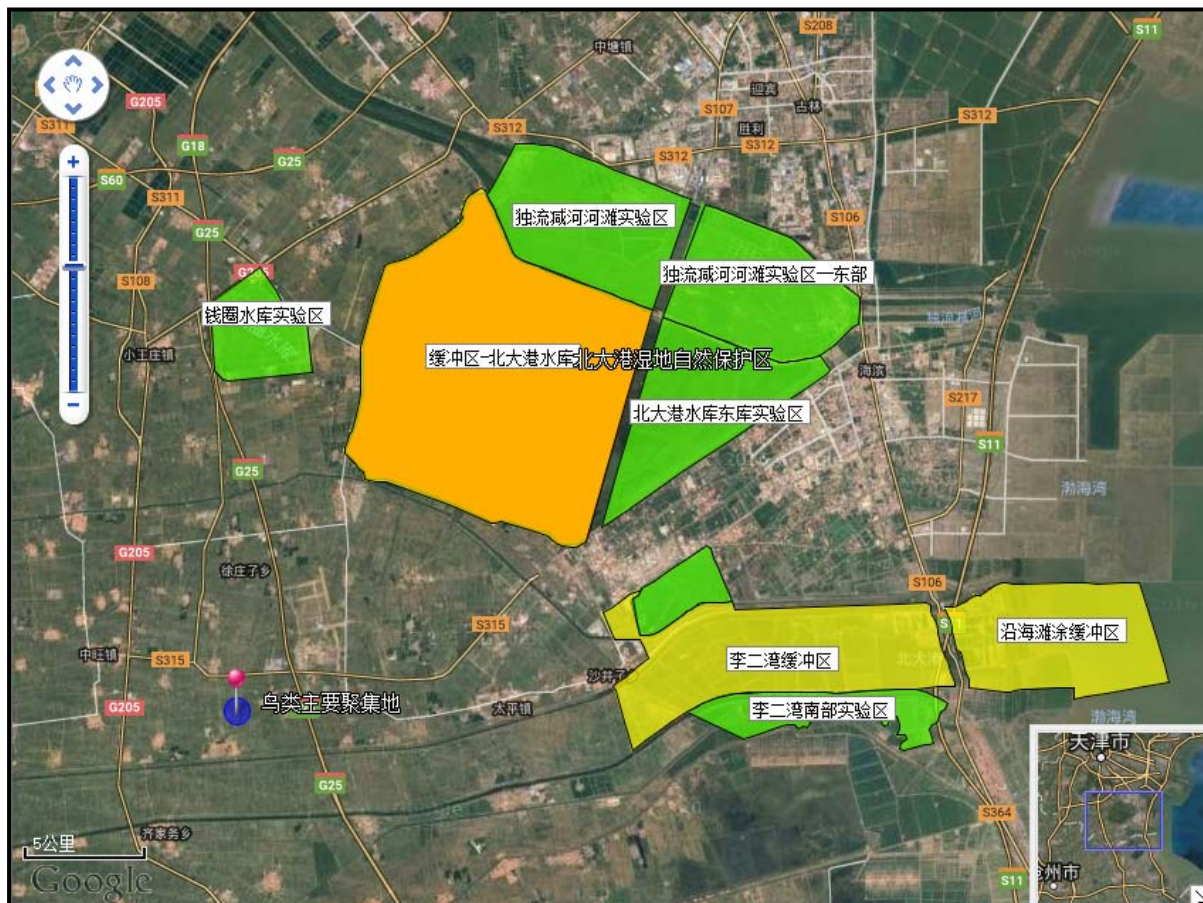 S11
S208
中塘镇
迎宾
古林
G205
S107
S311
S312
胜利
S312
S312
S312
G18
G25
S60
S311
独流减河河滩实验区
S106
G25
独流减河河滩实验区—东部
S108
钱圈水库实验区
小王庄镇
缓冲区-北大港水库
北大港湿地自然保护区
海滨
S217
北大港水库东库实验区
S11
G25
渤海湾
G205
徐庄子乡
S106
S315
沿海滩涂缓冲区
中旺镇
S315
李二湾缓冲区
沙井子乡
鸟类主要聚集地
G205
太平镇
李二湾南部实验区
渤海湾
天津市
G25
S364
齐家务乡
5公里
Google
沧州市
S11